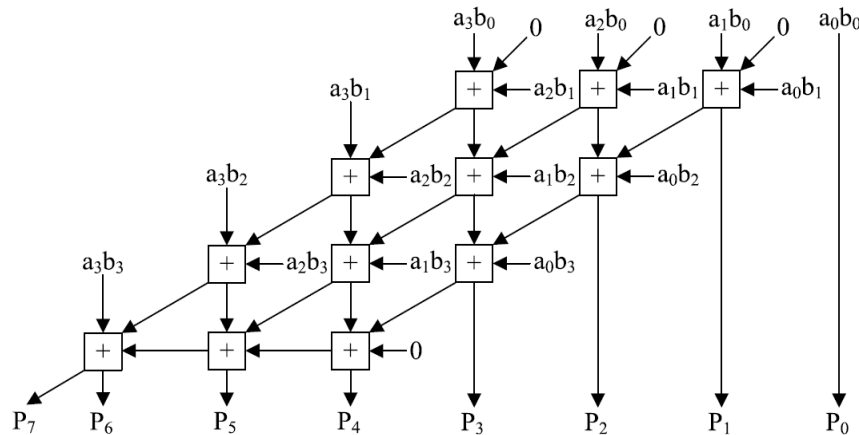 a₃b₀ 0 a₂b₀ 0 a₁b₀ 0 a₀b₀
a₃b₁ + a₂b₁ + a₁b₁ + a₀b₁
a₃b₂ + a₂b₂ + a₁b₂ + a₀b₂
a₃b₃ + a₂b₃ + a₁b₃ + a₀b₃
+ + + 0
P₇ P₆ P₅ P₄ P₃ P₂ P₁ P₀